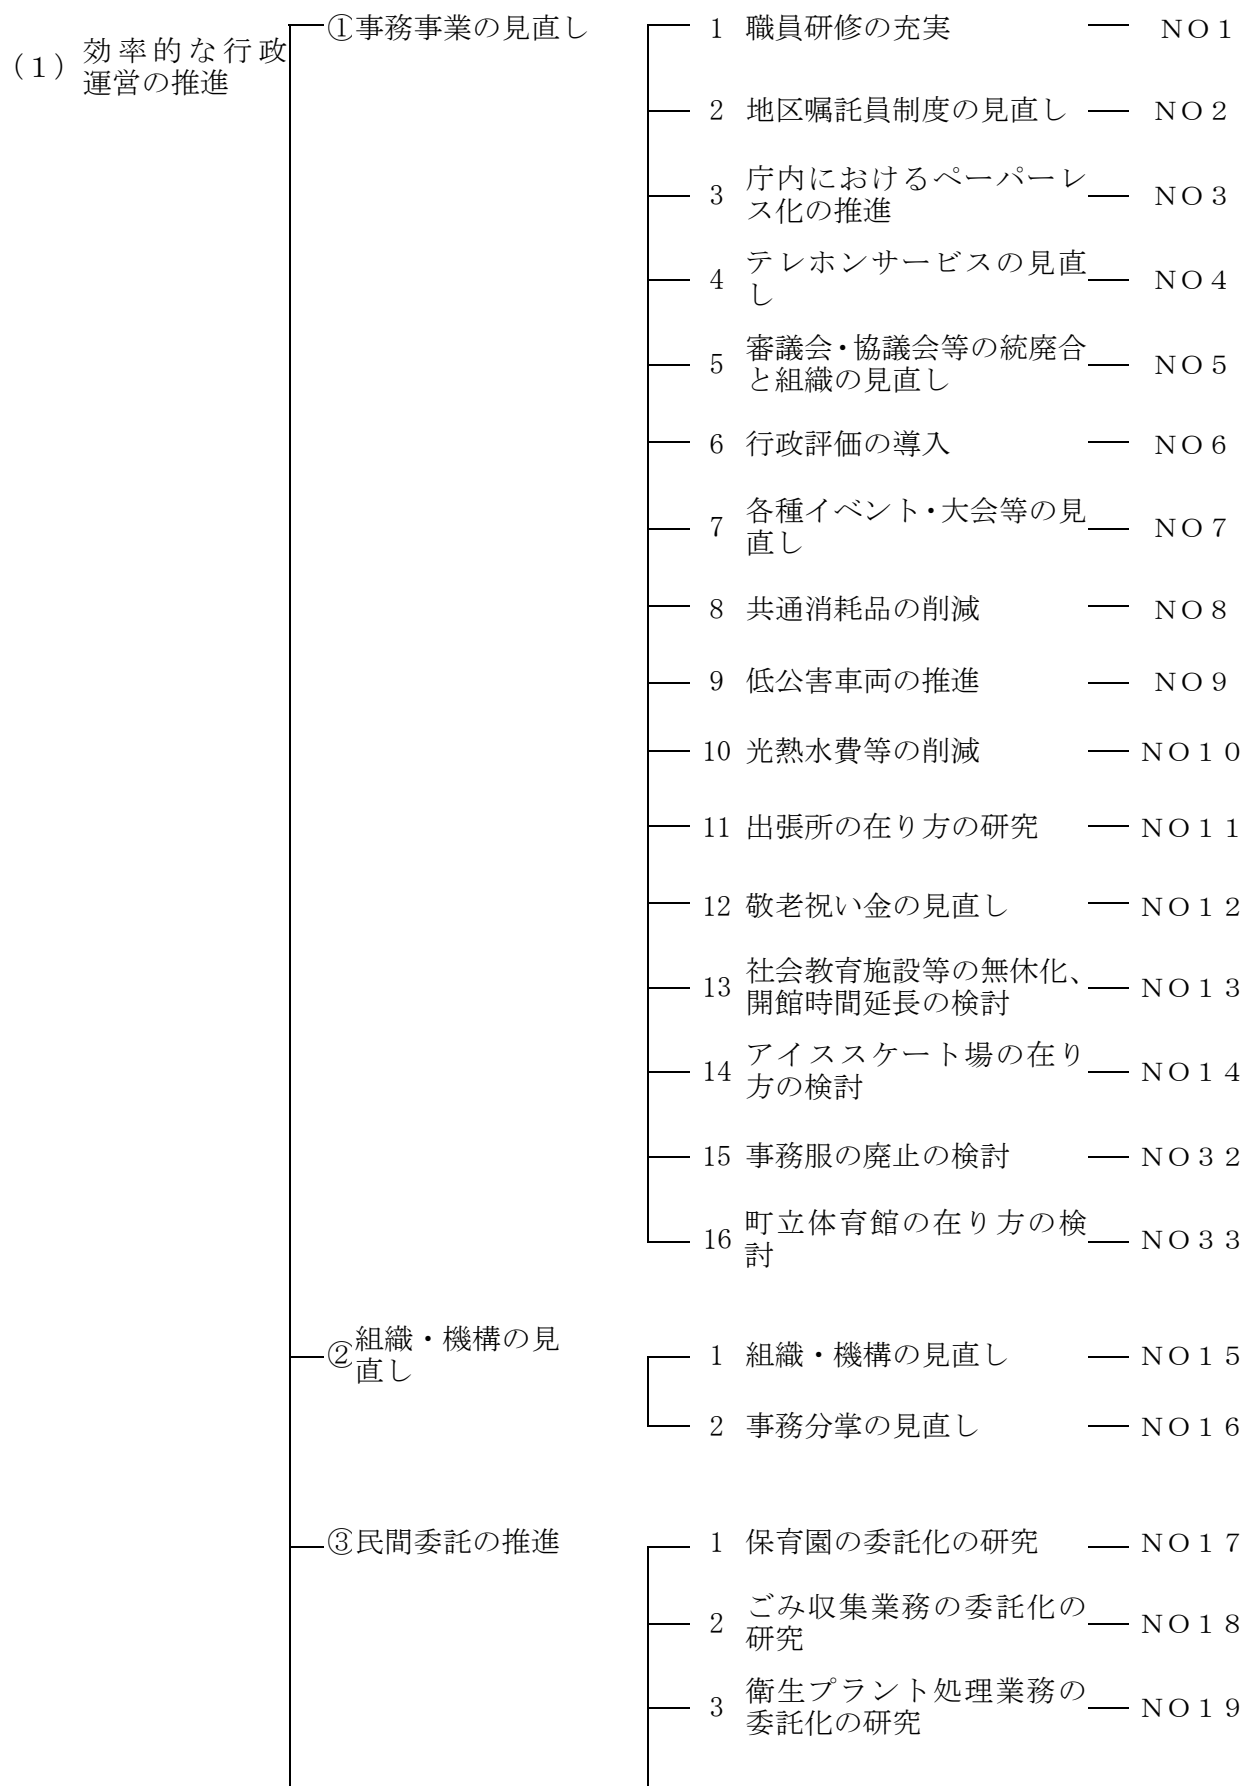 （１）効率的な行政
運営の推進
①事務事業の見直し
1 職員研修の充実 ＮＯ１
2 地区嘱託員制度の見直し ＮＯ２
3 庁内におけるペーパーレ
ス化の推進 ＮＯ３
4 テレホンサービスの見直
し ＮＯ４
5 審議会・協議会等の統廃合
と組織の見直し ＮＯ５
6 行政評価の導入 ＮＯ６
7 各種イベント・大会等の見
直し ＮＯ７
8 共通消耗品の削減 ＮＯ８
9 低公害車両の推進 ＮＯ９
10 光熱水費等の削減 ＮＯ１０
11 出張所の在り方の研究 ＮＯ１１
12 敬老祝い金の見直し ＮＯ１２
13 社会教育施設等の無休化、
開館時間延長の検討 ＮＯ１３
14 アイススケート場の在り
方の検討 ＮＯ１４
15 事務服の廃止の検討 ＮＯ３２
16 町立体育館の在り方の検
討 ＮＯ３３
②組織・機構の見
直し
1 組織・機構の見直し ＮＯ１５
2 事務分掌の見直し ＮＯ１６
③民間委託の推進
1 保育園の委託化の研究 ＮＯ１７
2 ごみ収集業務の委託化の
研究 ＮＯ１８
3 衛生プラント処理業務の
委託化の研究 ＮＯ１９